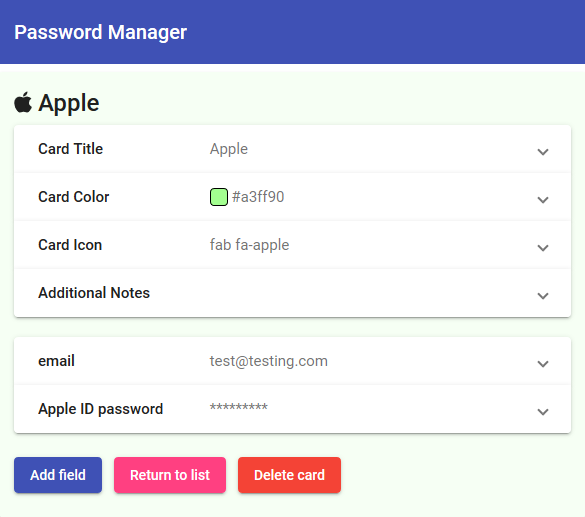 Password Manager
Apple
Card Title Apple
Card Color #a3ff90
Card Icon fab fa-apple
Additional Notes
email test@testing.com
Apple ID password *********
Add field Return to list Delete card